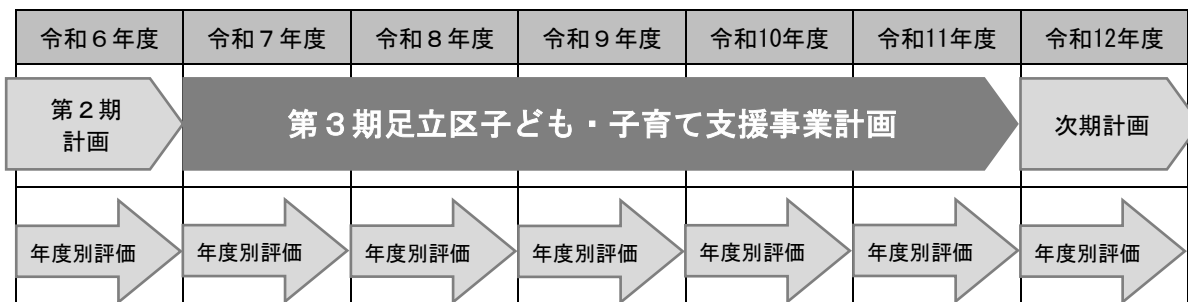 令和６年度 令和７年度 令和８年度 令和９年度 令和10年度 令和11年度 令和12年度
第２期
計画
第３期足立区子ども・子育て支援事業計画
次期計画
年度別評価 年度別評価 年度別評価 年度別評価 年度別評価 年度別評価 年度別評価